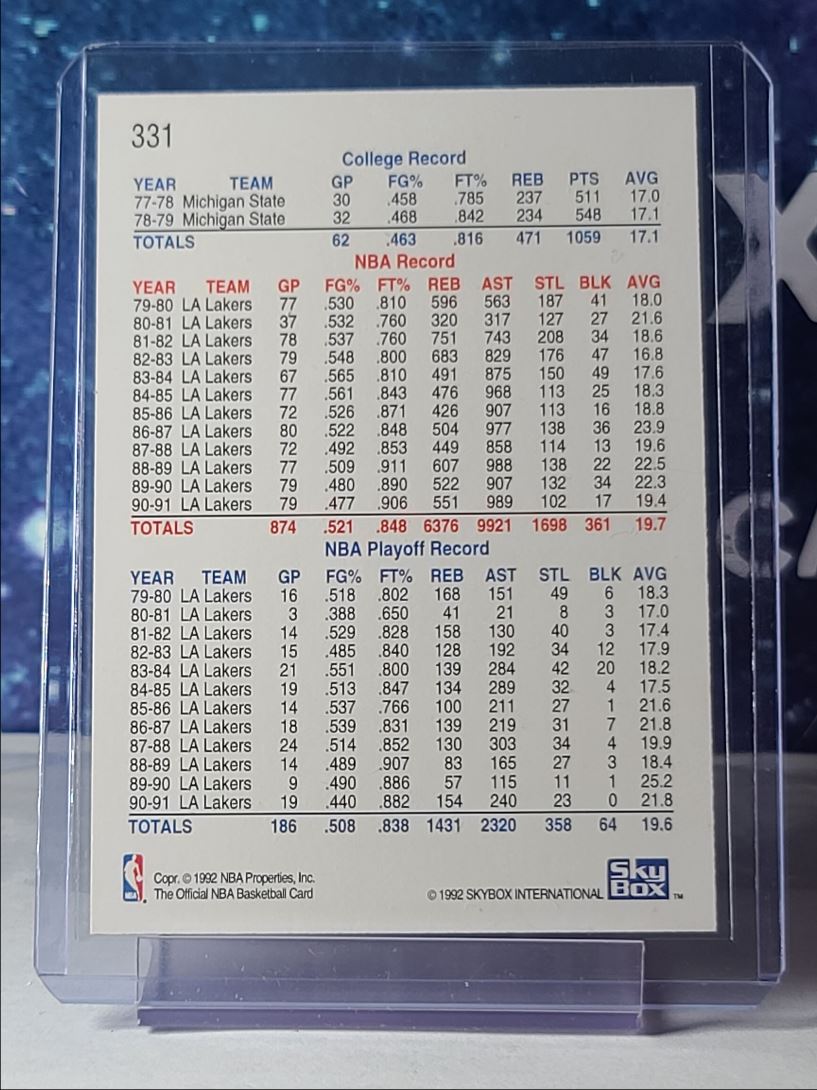 331
College Record
YEAR TEAM GP FG% FT% REB PTS AVG
77-78 Michigan State 30 .458 .785 237 511 17.0
78-79 Michigan State 32 .468 .842 234 548 17.1
TOTALS 62 .463 .816 471 1059 17.1
NBA Record
YEAR TEAM GP FG% FT% REB AST STL BLK AVG
79-80 LA Lakers 77 .530 .810 596 563 187 41 18.0
80-81 LA Lakers 37 .532 .760 320 317 127 27 21.6
81-82 LA Lakers 78 .537 .760 751 743 208 34 18.6
82-83 LA Lakers 79 .548 .800 683 829 176 47 16.8
83-84 LA Lakers 67 .565 .810 491 875 150 49 17.6
84-85 LA Lakers 77 .561 .843 476 968 113 25 18.3
85-86 LA Lakers 72 .526 .871 426 907 113 16 18.8
86-87 LA Lakers 80 .522 .848 504 977 138 36 23.9
87-88 LA Lakers 72 .492 .853 449 858 114 13 19.6
88-89 LA Lakers 77 .509 .911 607 988 138 22 22.5
89-90 LA Lakers 79 .480 .890 522 907 132 34 22.3
90-91 LA Lakers 79 .477 .906 551 989 102 17 19.4
TOTALS 874 .521 .848 6376 9921 1698 361 19.7
NBA Playoff Record
YEAR TEAM GP FG% FT% REB AST STL BLK AVG
79-80 LA Lakers 16 .518 .802 168 151 49 6 18.3
80-81 LA Lakers 3 .388 .650 41 21 8 3 17.0
81-82 LA Lakers 14 .529 .828 158 130 40 3 17.4
82-83 LA Lakers 15 .485 .840 128 192 34 12 17.9
83-84 LA Lakers 21 .551 .800 139 284 42 20 18.2
84-85 LA Lakers 19 .513 .847 134 289 32 4 17.5
85-86 LA Lakers 14 .537 .766 100 211 27 1 21.6
86-87 LA Lakers 18 .539 .831 139 219 31 7 21.8
87-88 LA Lakers 24 .514 .852 130 303 34 4 19.9
88-89 LA Lakers 14 .489 .907 83 165 27 3 18.4
89-90 LA Lakers 9 .490 .886 57 115 11 1 25.2
90-91 LA Lakers 19 .440 .882 154 240 23 0 21.8
TOTALS 186 .508 .838 1431 2320 358 64 19.6
NBA
Copr. © 1992 NBA Properties, Inc.
The Official NBA Basketball Card
© 1992 SKYBOX INTERNATIONAL
Sky
Box ™